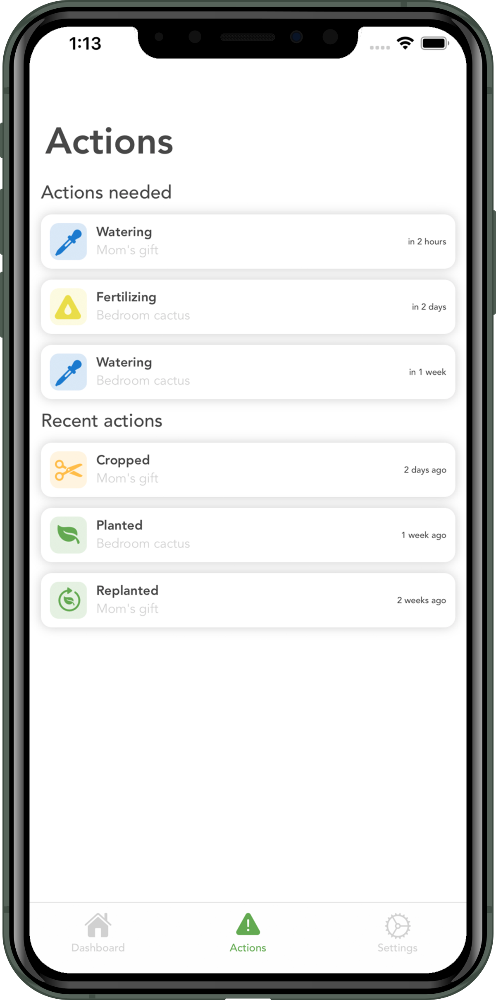 1:13
Actions
Actions needed
Watering
Mom's gift
in 2 hours
Fertilizing
Bedroom cactus
in 2 days
Watering
Bedroom cactus
in 1 week
Recent actions
Cropped
Mom's gift
2 days ago
Planted
Bedroom cactus
1 week ago
Replanted
Mom's gift
2 weeks ago
Dashboard
Actions
Settings